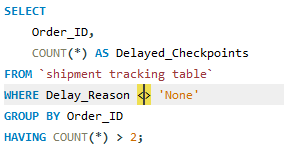 SELECT
Order_ID,
COUNT(*) AS Delayed_Checkpoints
FROM `shipment tracking table`
WHERE Delay_Reason <> 'None'
GROUP BY Order_ID
HAVING COUNT(*) > 2;